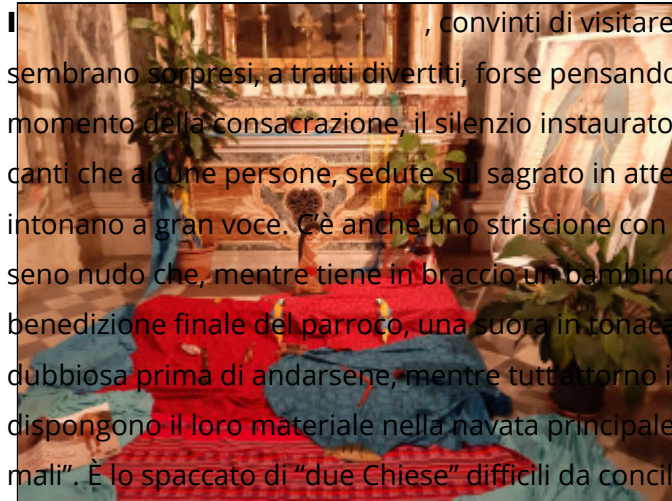 I , convinti di visitare
sembrano sorpresi, a tratti divertiti, forse pensando
momento della consacrazione, il silenzio instaurato
canti che alcune persone, sedute sul sagrato in atte
intonano a gran voce. C’è anche uno striscione con
seno nudo che, mentre tiene in braccio un bambino
benedizione finale del parroco, una suora in tonaca
dubbiosa prima di andarsene, mentre tutt’attorno i
dispongono il loro materiale nella navata principale
mali”. È lo spaccato di “due Chiese” difficili da concil